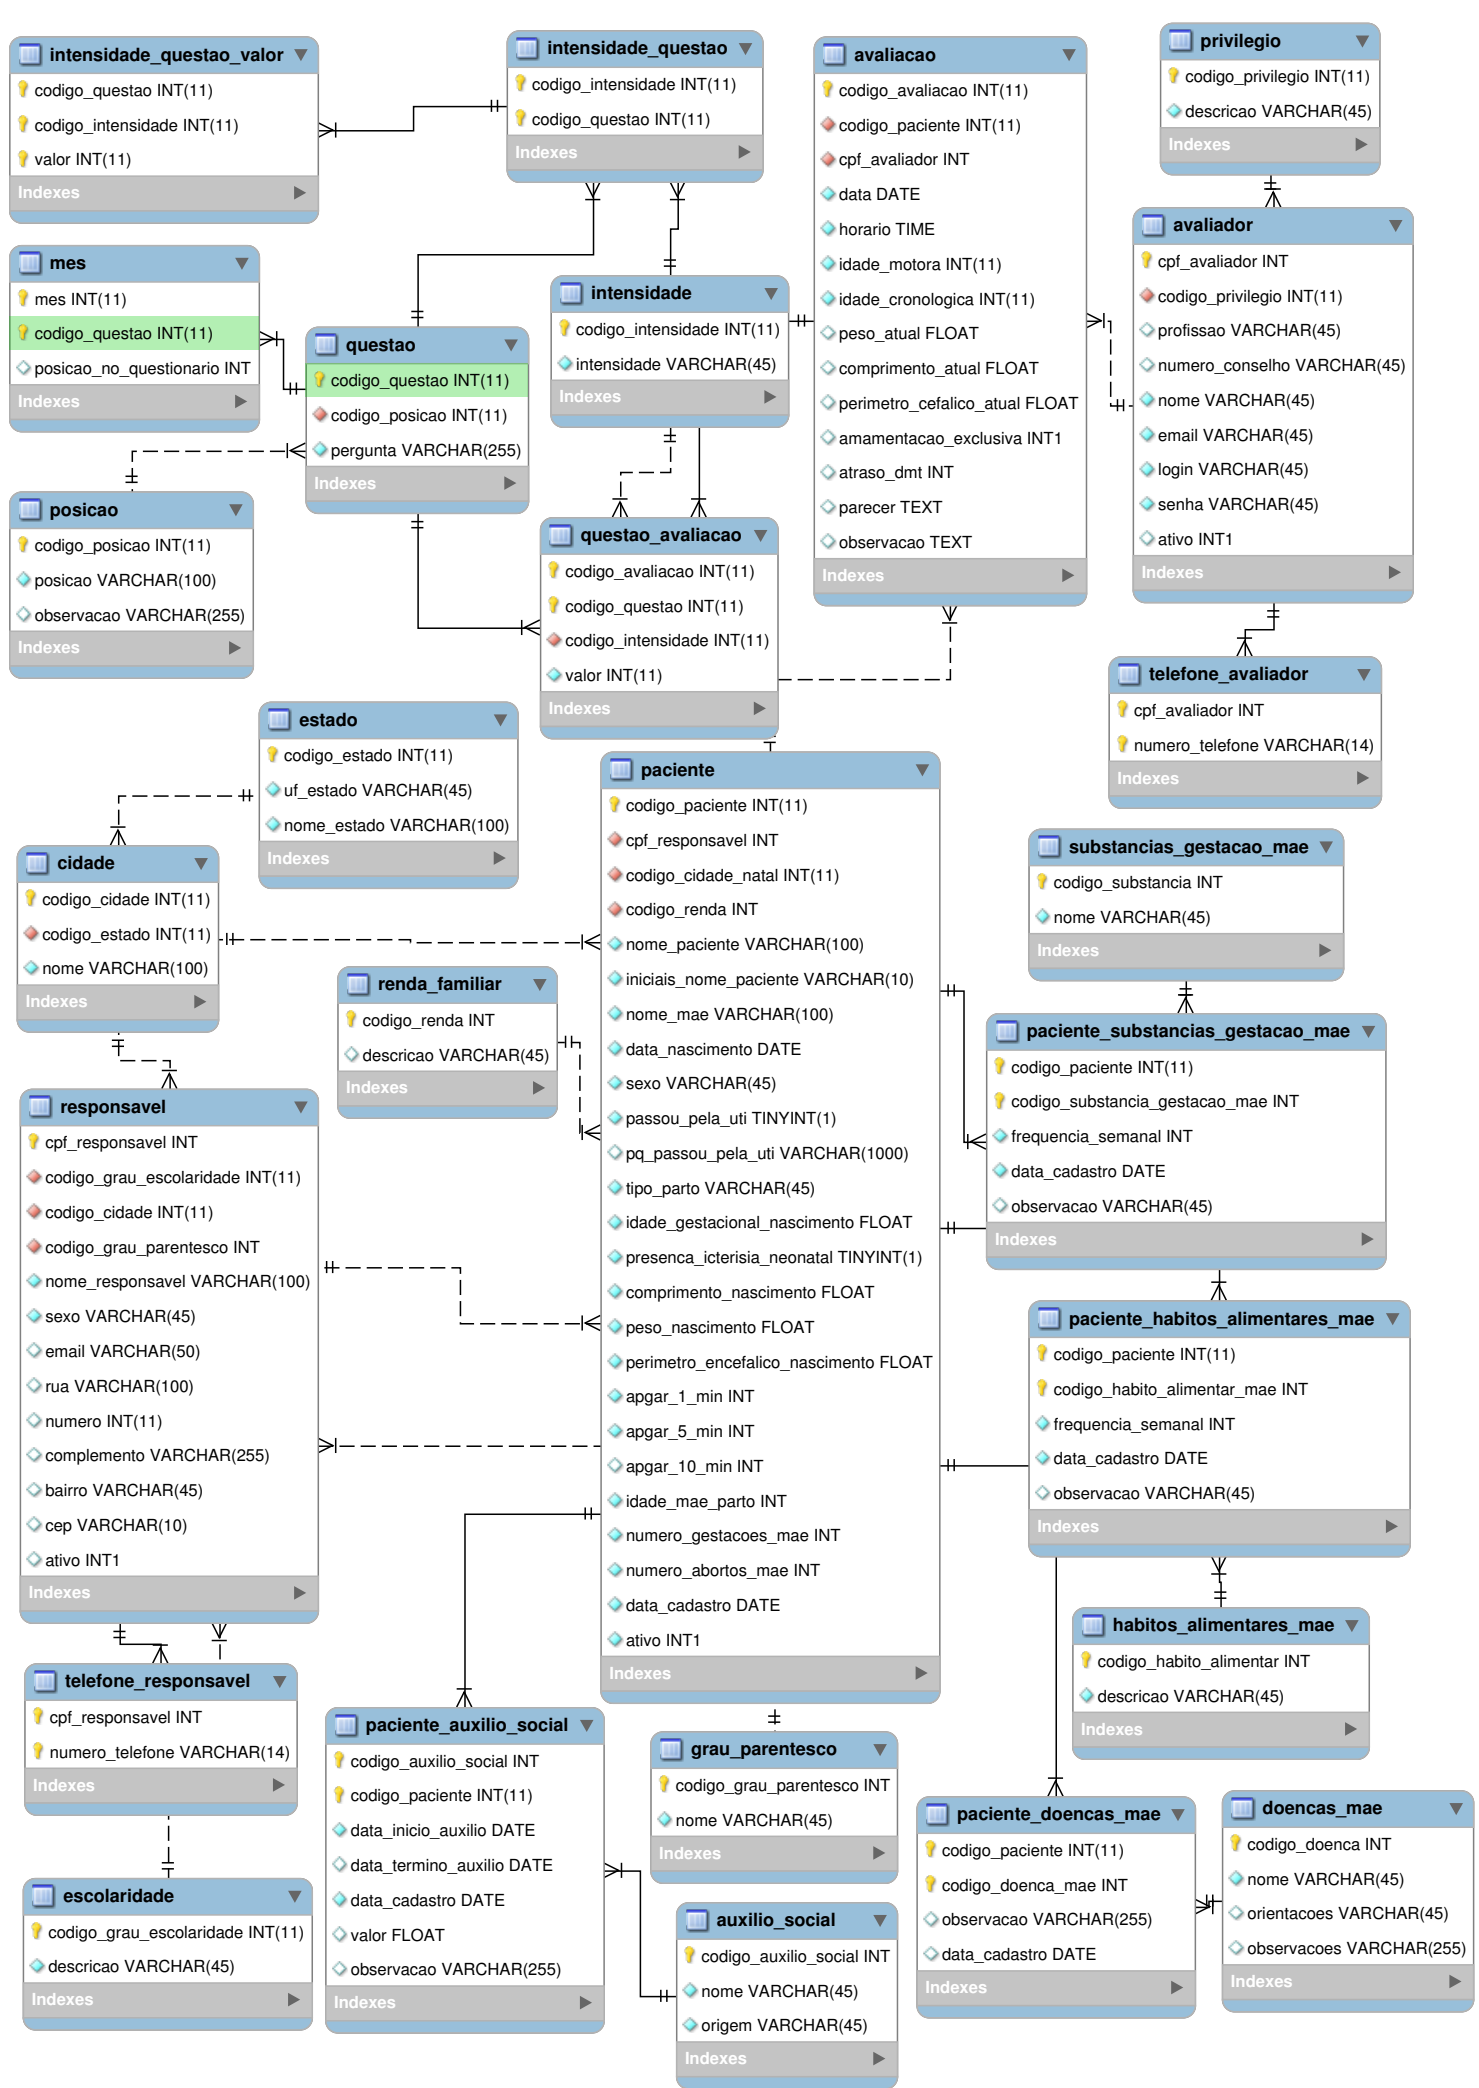 intensidade_questao_valor
codigo_questao INT(11)
codigo_intensidade INT(11)
valor INT(11)
Indexes
intensidade_questao
codigo_intensidade INT(11)
codigo_questao INT(11)
Indexes
avaliacao
codigo_avaliacao INT(11)
codigo_paciente INT(11)
cpf_avaliador INT
data DATE
horario TIME
idade_motora INT(11)
idade_cronologica INT(11)
peso_atual FLOAT
comprimento_atual FLOAT
perimetro_cefalico_atual FLOAT
amamentacao_exclusiva INT1
atraso_dmt INT
parecer TEXT
observacao TEXT
Indexes
privilegio
codigo_privilegio INT(11)
descricao VARCHAR(45)
Indexes
avaliador
cpf_avaliador INT
codigo_privilegio INT(11)
profissao VARCHAR(45)
numero_conselho VARCHAR(45)
nome VARCHAR(45)
email VARCHAR(45)
login VARCHAR(45)
senha VARCHAR(45)
ativo INT1
Indexes
mes
mes INT(11)
codigo_questao INT(11)
posicao_no_questionario INT
Indexes
questao
codigo_questao INT(11)
codigo_posicao INT(11)
pergunta VARCHAR(255)
Indexes
intensidade
codigo_intensidade INT(11)
intensidade VARCHAR(45)
Indexes
posicao
codigo_posicao INT(11)
posicao VARCHAR(100)
observacao VARCHAR(255)
Indexes
questao_avaliacao
codigo_avaliacao INT(11)
codigo_questao INT(11)
codigo_intensidade INT(11)
valor INT(11)
Indexes
telefone_avaliador
cpf_avaliador INT
numero_telefone VARCHAR(14)
Indexes
estado
codigo_estado INT(11)
uf_estado VARCHAR(45)
nome_estado VARCHAR(100)
Indexes
cidade
codigo_cidade INT(11)
codigo_estado INT(11)
nome VARCHAR(100)
Indexes
paciente
codigo_paciente INT(11)
cpf_responsavel INT
codigo_cidade_natal INT(11)
codigo_renda INT
nome_paciente VARCHAR(100)
iniciais_nome_paciente VARCHAR(10)
nome_mae VARCHAR(100)
data_nascimento DATE
sexo VARCHAR(45)
passou_pela_uti TINYINT(1)
pq_passou_pela_uti VARCHAR(1000)
tipo_parto VARCHAR(45)
idade_gestacional_nascimento FLOAT
presenca_icterisia_neonatal TINYINT(1)
comprimento_nascimento FLOAT
peso_nascimento FLOAT
perimetro_encefalico_nascimento FLOAT
apgar_1_min INT
apgar_5_min INT
apgar_10_min INT
idade_mae_parto INT
numero_gestacoes_mae INT
numero_abortos_mae INT
data_cadastro DATE
ativo INT1
Indexes
substancias_gestacao_mae
codigo_substancia INT
nome VARCHAR(45)
Indexes
renda_familiar
codigo_renda INT
descricao VARCHAR(45)
Indexes
paciente_substancias_gestacao_mae
codigo_paciente INT(11)
codigo_substancia_gestacao_mae INT
frequencia_semanal INT
data_cadastro DATE
observacao VARCHAR(45)
Indexes
responsavel
cpf_responsavel INT
codigo_grau_escolaridade INT(11)
codigo_cidade INT(11)
codigo_grau_parentesco INT
nome_responsavel VARCHAR(100)
sexo VARCHAR(45)
email VARCHAR(50)
rua VARCHAR(100)
numero INT(11)
complemento VARCHAR(255)
bairro VARCHAR(45)
cep VARCHAR(10)
ativo INT1
Indexes
paciente_habitos_alimentares_mae
codigo_paciente INT(11)
codigo_habito_alimentar_mae INT
frequencia_semanal INT
data_cadastro DATE
observacao VARCHAR(45)
Indexes
habitos_alimentares_mae
codigo_habito_alimentar INT
descricao VARCHAR(45)
Indexes
telefone_responsavel
cpf_responsavel INT
numero_telefone VARCHAR(14)
Indexes
paciente_auxilio_social
codigo_auxilio_social INT
codigo_paciente INT(11)
data_inicio_auxilio DATE
data_termino_auxilio DATE
data_cadastro DATE
valor FLOAT
observacao VARCHAR(255)
Indexes
grau_parentesco
codigo_grau_parentesco INT
nome VARCHAR(45)
Indexes
paciente_doencas_mae
codigo_paciente INT(11)
codigo_doenca_mae INT
observacao VARCHAR(255)
data_cadastro DATE
Indexes
doencas_mae
codigo_doenca INT
nome VARCHAR(45)
orientacoes VARCHAR(45)
observacoes VARCHAR(255)
Indexes
escolaridade
codigo_grau_escolaridade INT(11)
descricao VARCHAR(45)
Indexes
auxilio_social
codigo_auxilio_social INT
nome VARCHAR(45)
origem VARCHAR(45)
Indexes